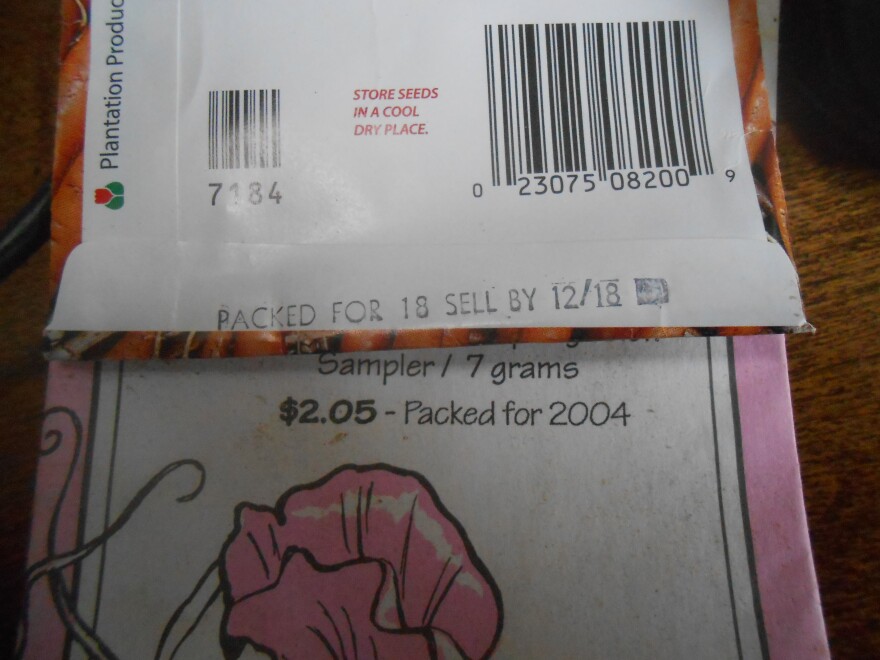 Plantation Produc
7184
STORE SEEDS
IN A COOL
DRY PLACE.
0 23075 08200 9
PACKED FOR 18 SELL BY 12/18
Sampler / 7 grams
$2.05 - Packed for 2004